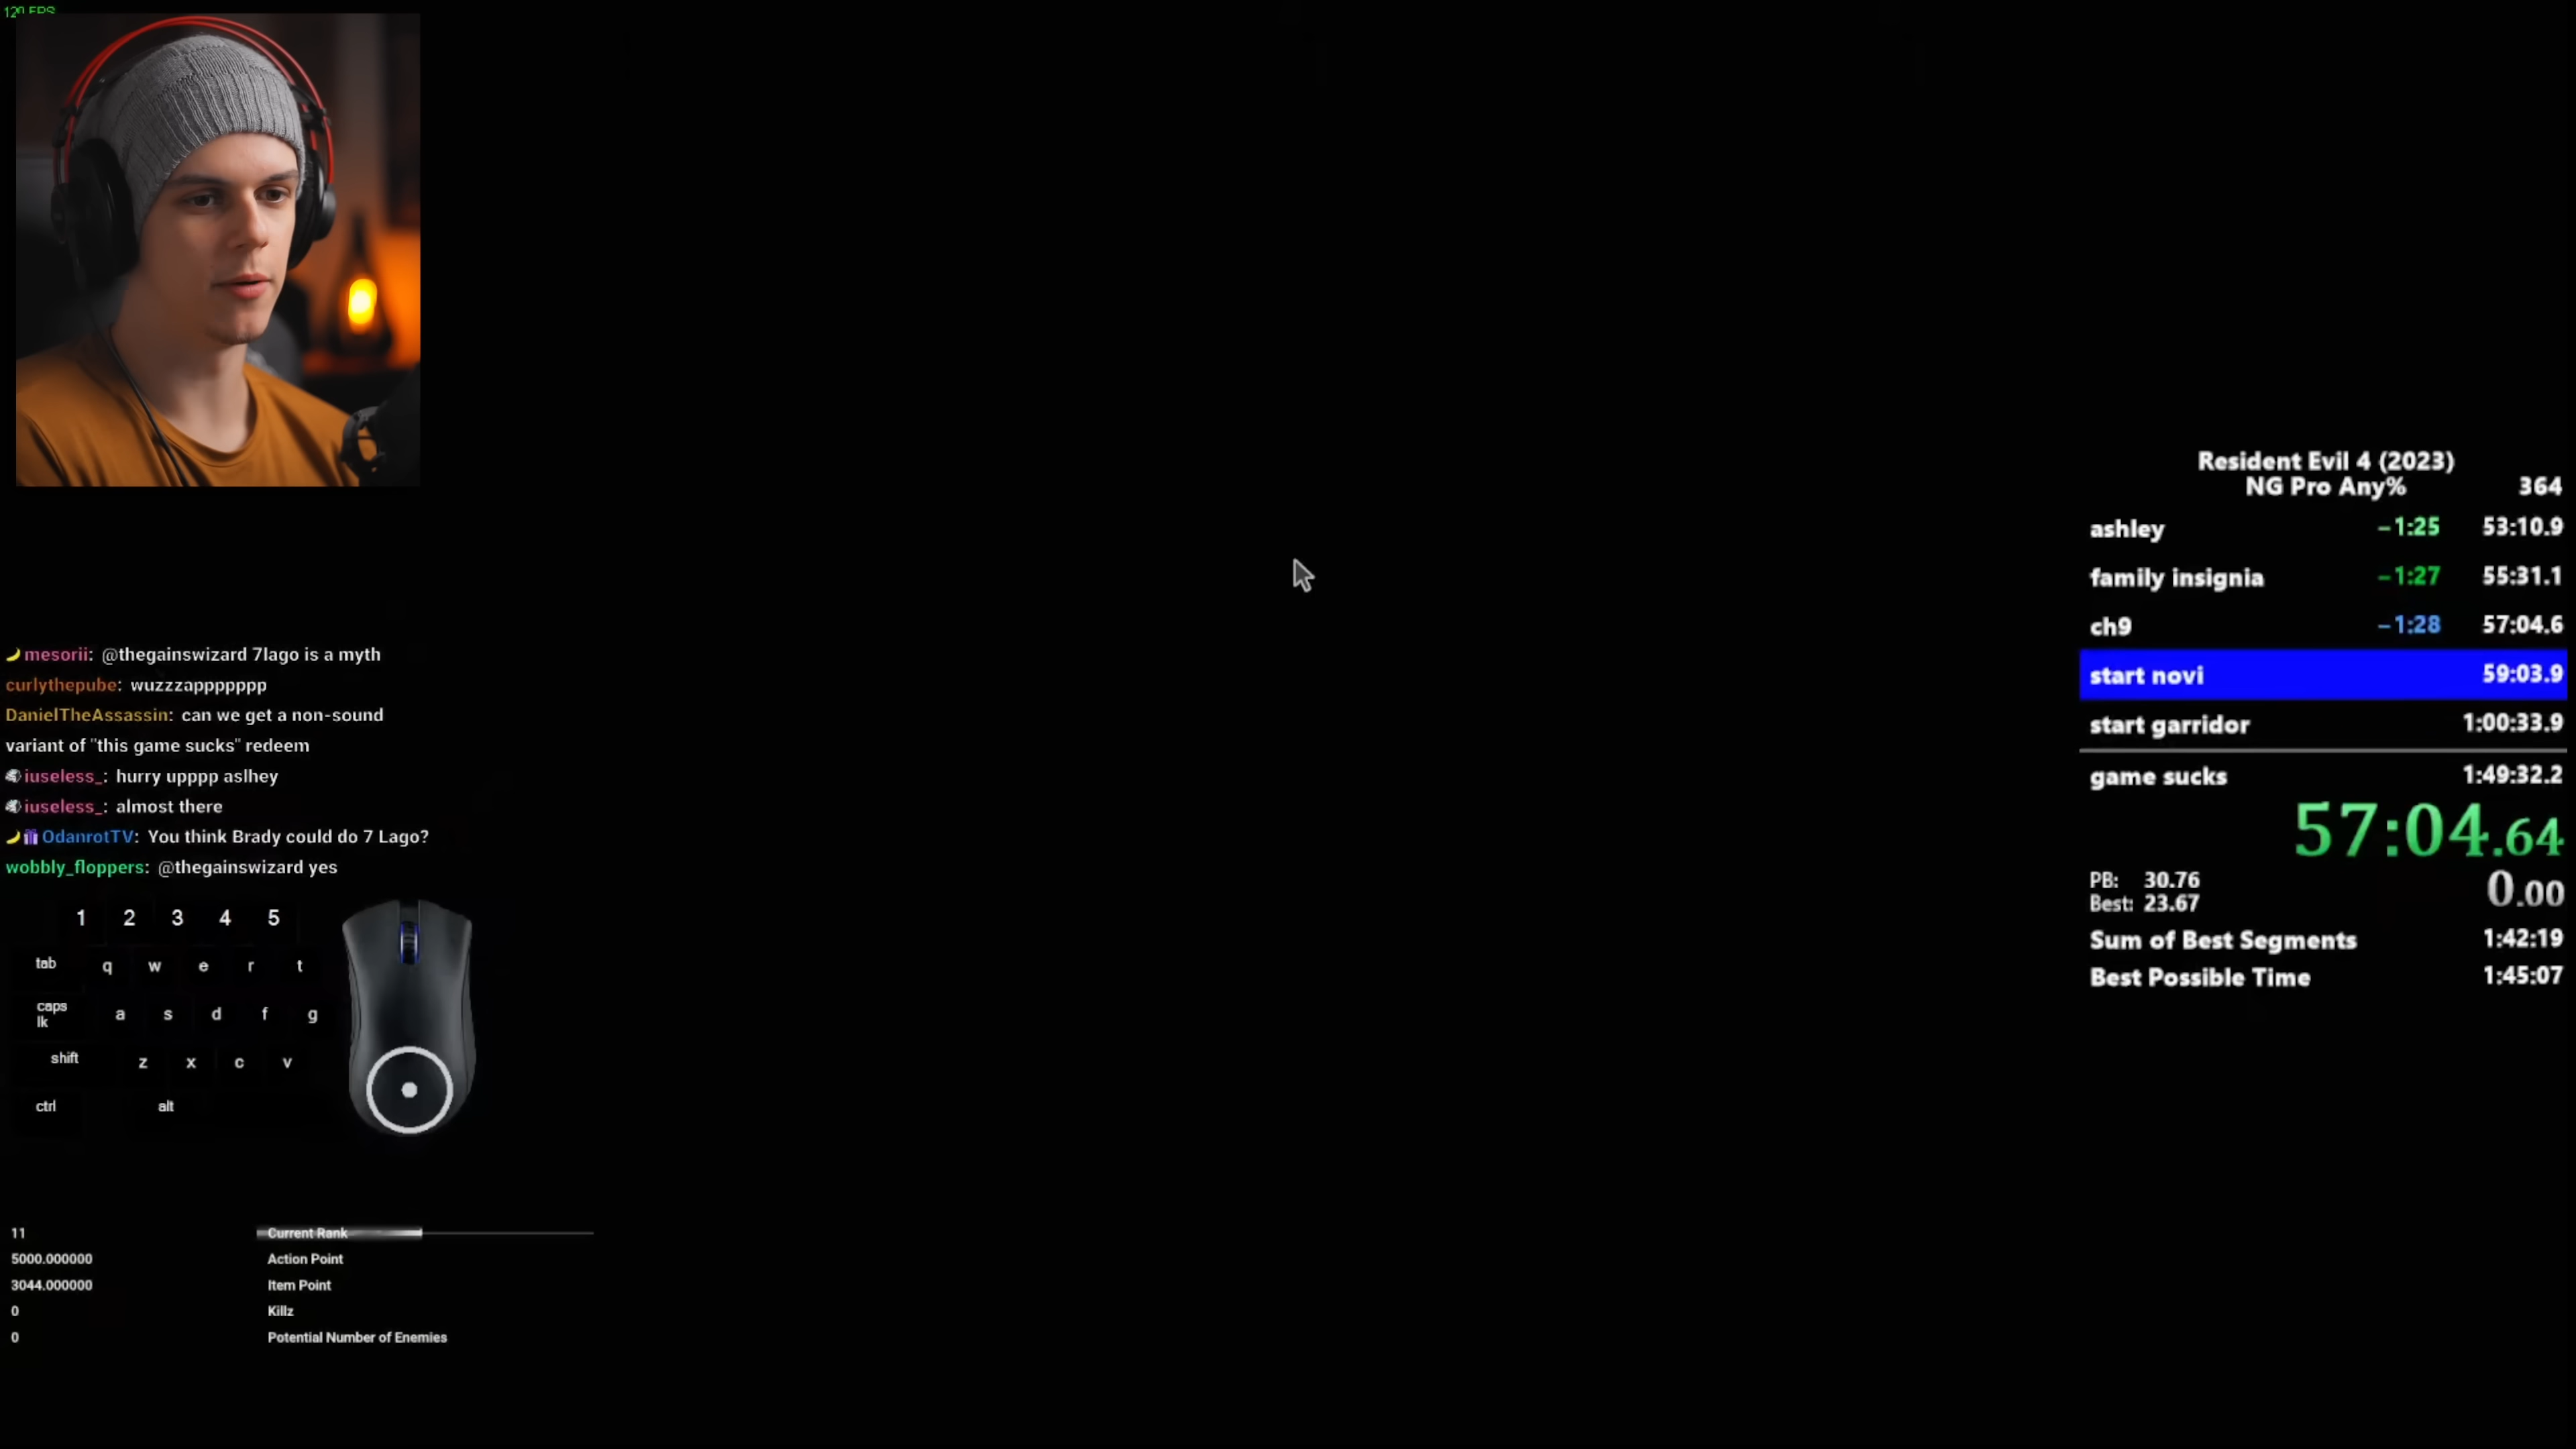 120 FPS
mesorii: @thegainswizard 7lago is a myth
curlythepube: wuzzzappppppp
DanielTheAssassin: can we get a non-sound
variant of "this game sucks" redeem
iuseless_: hurry upppp aslhey
iuseless_: almost there
OdanrotTV: You think Brady could do 7 Lago?
wobbly_floppers: @thegainswizard yes
1 2 3 4 5
tab q w e r t
caps
lk a s d f g
shift z x c v
ctrl alt
11 Current Rank
5000.000000 Action Point
3044.000000 Item Point
0 Killz
0 Potential Number of Enemies
Resident Evil 4 (2023)
NG Pro Any% 364
ashley −1:25 53:10.9
family insignia −1:27 55:31.1
ch9 −1:28 57:04.6
start novi 59:03.9
start garridor 1:00:33.9
game sucks 1:49:32.2
57:04.64
PB: 30.76
Best: 23.67
0.00
Sum of Best Segments 1:42:19
Best Possible Time 1:45:07